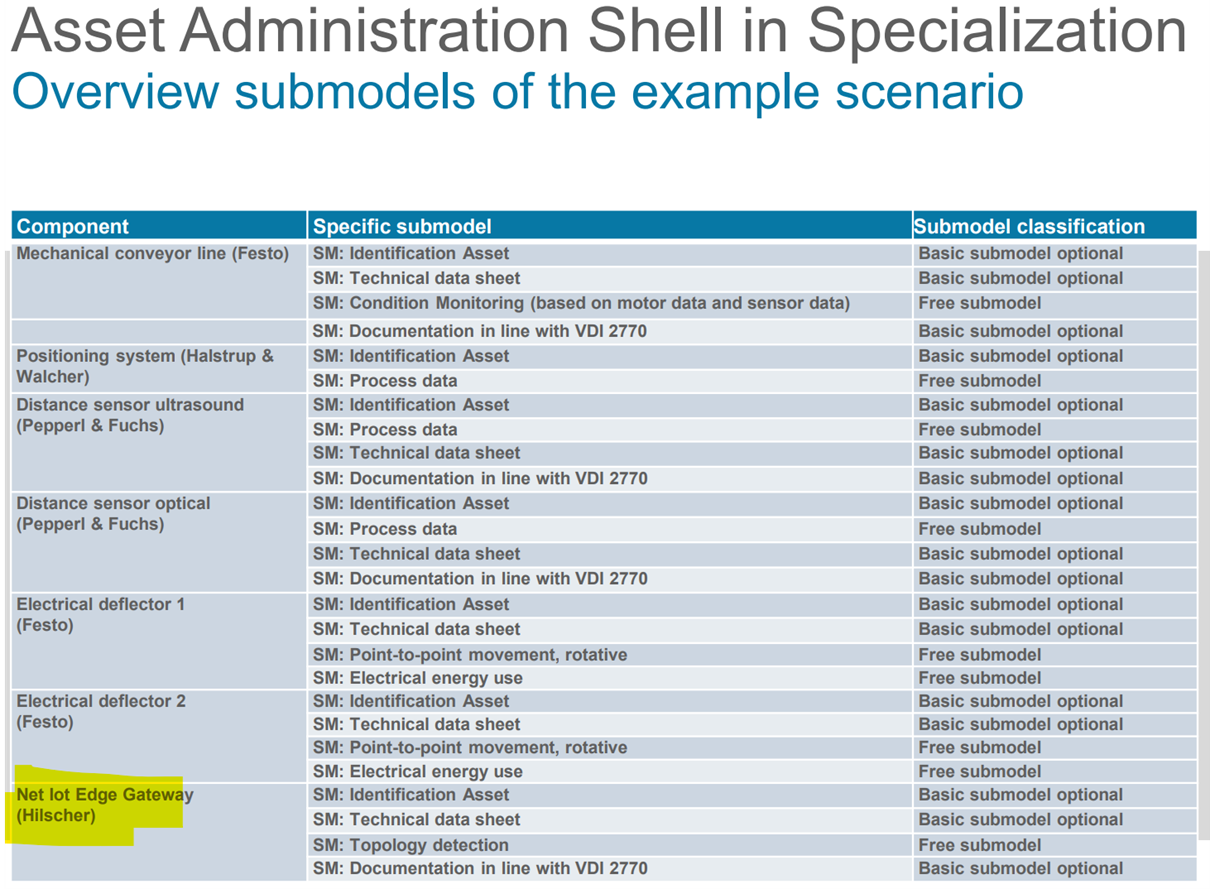 Asset Administration Shell in Specialization
Overview submodels of the example scenario
Component Specific submodel Submodel classification
Mechanical conveyor line (Festo) SM: Identification Asset Basic submodel optional
SM: Technical data sheet Basic submodel optional
SM: Condition Monitoring (based on motor data and sensor data) Free submodel
SM: Documentation in line with VDI 2770 Basic submodel optional
Positioning system (Halstrup & SM: Identification Asset Basic submodel optional
Walcher) SM: Process data Free submodel
Distance sensor ultrasound SM: Identification Asset Basic submodel optional
(Pepperl & Fuchs) SM: Process data Free submodel
SM: Technical data sheet Basic submodel optional
SM: Documentation in line with VDI 2770 Basic submodel optional
Distance sensor optical SM: Identification Asset Basic submodel optional
(Pepperl & Fuchs) SM: Process data Free submodel
SM: Technical data sheet Basic submodel optional
SM: Documentation in line with VDI 2770 Basic submodel optional
Electrical deflector 1 SM: Identification Asset Basic submodel optional
(Festo) SM: Technical data sheet Basic submodel optional
SM: Point-to-point movement, rotative Free submodel
SM: Electrical energy use Free submodel
Electrical deflector 2 SM: Identification Asset Basic submodel optional
(Festo) SM: Technical data sheet Basic submodel optional
SM: Point-to-point movement, rotative Free submodel
SM: Electrical energy use Free submodel
Net Iot Edge Gateway SM: Identification Asset Basic submodel optional
(Hilscher) SM: Technical data sheet Basic submodel optional
SM: Topology detection Free submodel
SM: Documentation in line with VDI 2770 Basic submodel optional